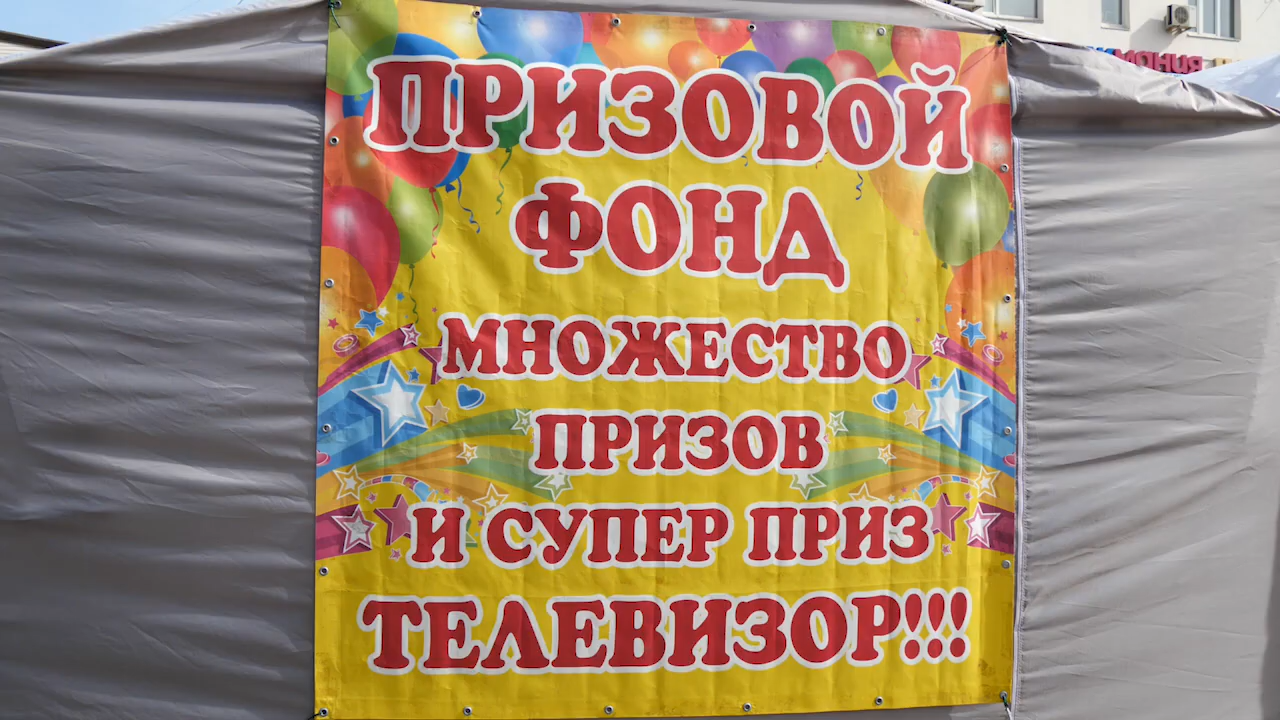 ПРИЗОВОЙ
ФОНД
МНОЖЕСТВО
ПРИЗОВ
И СУПЕР ПРИЗ
ТЕЛЕВИЗОР!!!